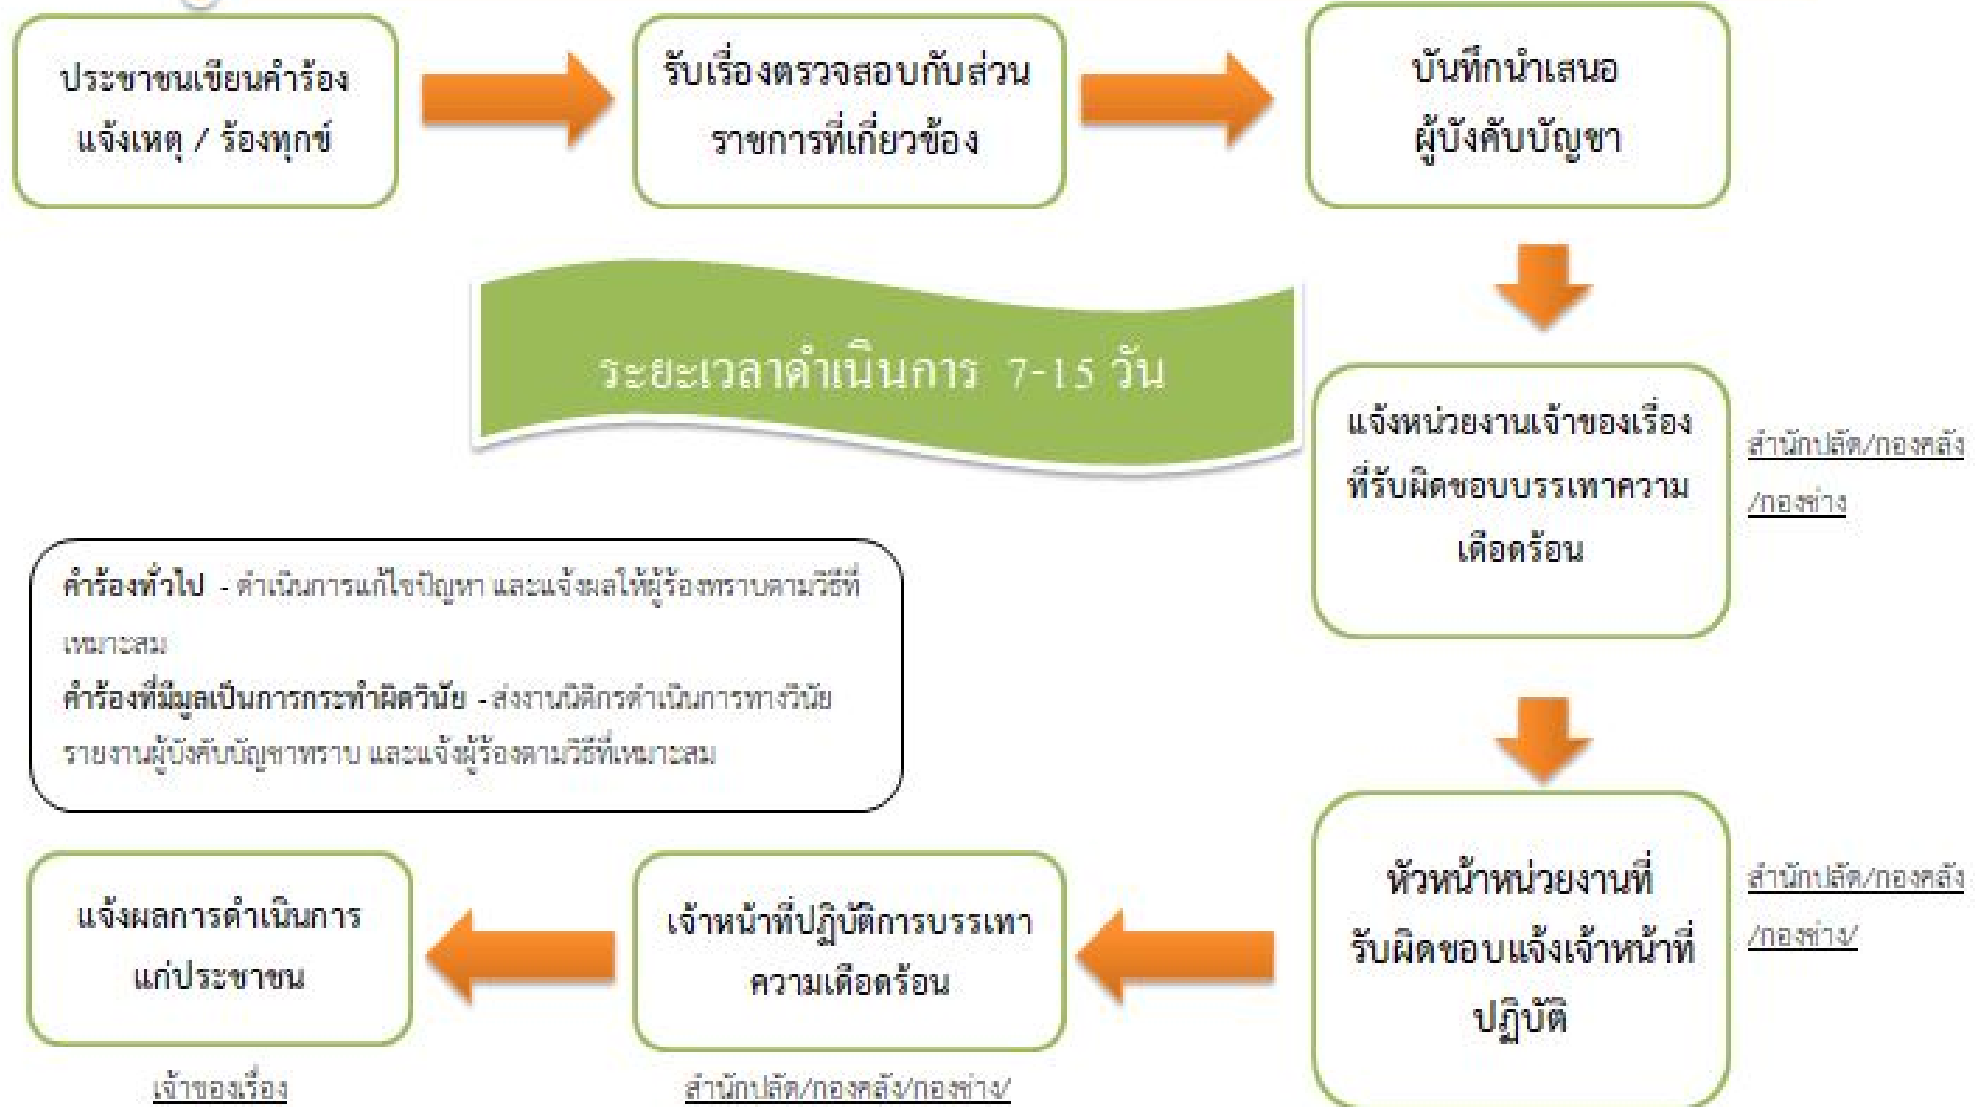 ประชาชนเขียนคำร้อง
แจ้งเหตุ / ร้องทุกข์
รับเรื่องตรวจสอบกับส่วน
ราชการที่เกี่ยวข้อง
บันทึกนำเสนอ
ผู้บังคับบัญชา
ระยะเวลาดำเนินการ 7-15 วัน
แจ้งหน่วยงานเจ้าของเรื่อง
ที่รับผิดชอบบรรเทาความ
เดือดร้อน
สำนักปลัด/กองคลัง
/กองช่าง
คำร้องทั่วไป - ดำเนินการแก้ไขปัญหา และแจ้งผลให้ผู้ร้องทราบตามวิธีที่
เหมาะสม
คำร้องที่มีมูลเป็นการกระทำผิดวินัย - ส่งงานนิติกรดำเนินการทางวินัย
รายงานผู้บังคับบัญชาทราบ และแจ้งผู้ร้องตามวิธีที่เหมาะสม
หัวหน้าหน่วยงานที่
รับผิดชอบแจ้งเจ้าหน้าที่
ปฏิบัติ
สำนักปลัด/กองคลัง
/กองช่าง/
เจ้าหน้าที่ปฏิบัติการบรรเทา
ความเดือดร้อน
สำนักปลัด/กองคลัง/กองช่าง/
แจ้งผลการดำเนินการ
แก่ประชาชน
เจ้าของเรื่อง